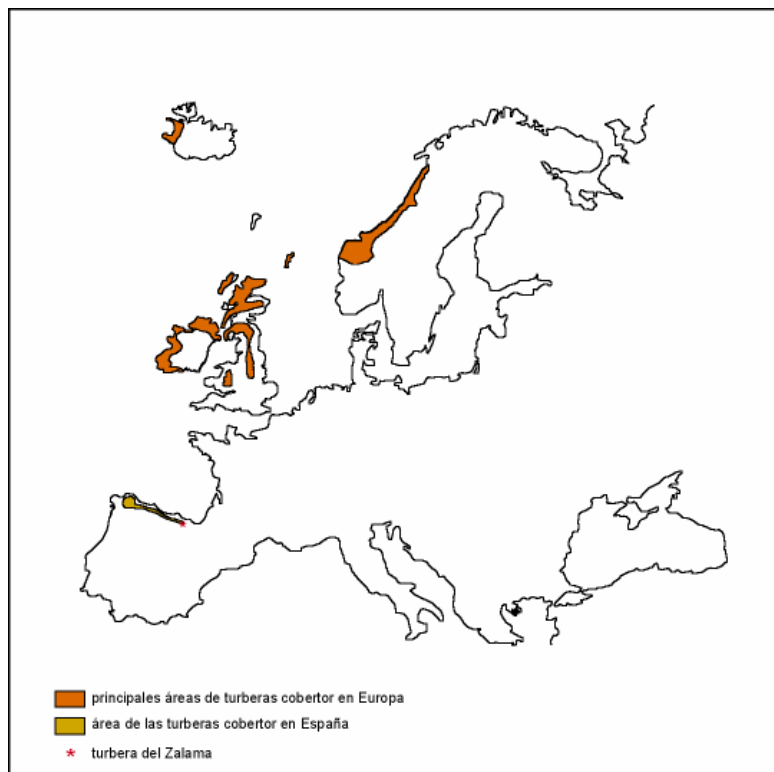 principales áreas de turberas cobertor en Europa
área de las turberas cobertor en España
* turbera del Zalama